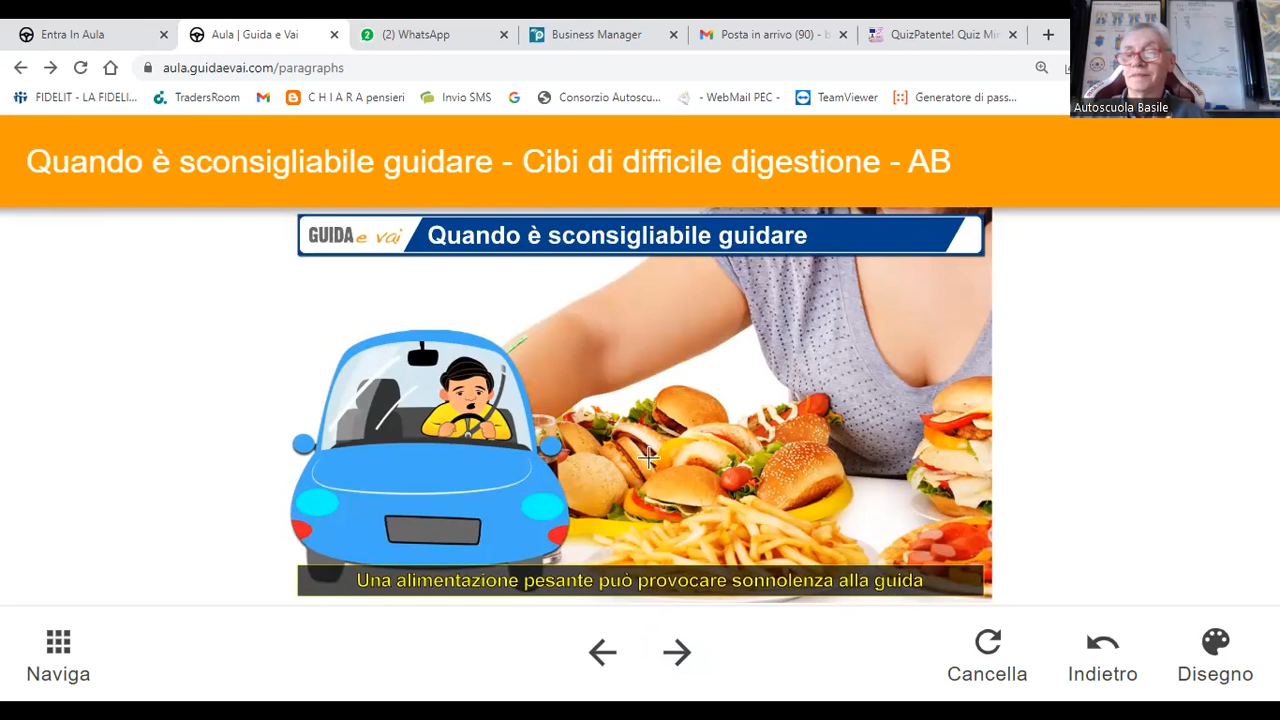 Entra In Aula
Aula | Guida e Vai
(2) WhatsApp
Business Manager
Posta in arrivo (90) - b
QuizPatente! Quiz Mi
aula.guidaevai.com/paragraphs
FIDELIT - LA FIDELI...
TradersRoom
C H I A R A pensieri
Invio SMS
Consorzio Autoscu...
- WebMail PEC -
TeamViewer
Generatore di pass...
Autoscuola Basile
Quando è sconsigliabile guidare - Cibi di difficile digestione - AB
GUIDA e vai
Quando è sconsigliabile guidare
Una alimentazione pesante può provocare sonnolenza alla guida
Naviga
Cancella
Indietro
Disegno